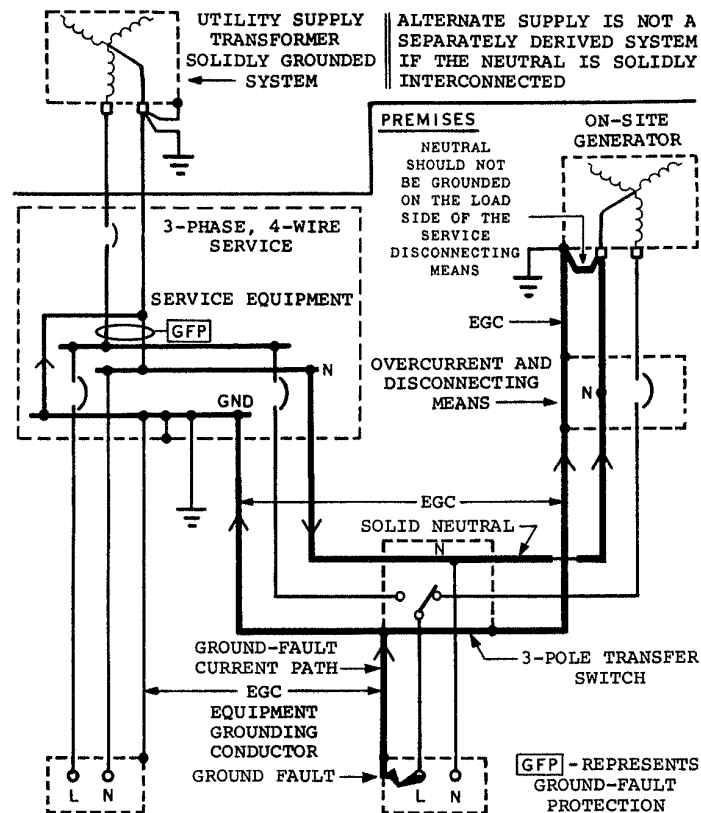 UTILITY SUPPLY
TRANSFORMER
SOLIDLY GROUNDED
SYSTEM
ALTERNATE SUPPLY IS NOT A
SEPARATELY DERIVED SYSTEM
IF THE NEUTRAL IS SOLIDLY
INTERCONNECTED
PREMISES
ON-SITE
GENERATOR
NEUTRAL
SHOULD NOT
BE GROUNDED
ON THE LOAD
SIDE OF THE
SERVICE
DISCONNECTING
MEANS
3-PHASE, 4-WIRE
SERVICE
SERVICE EQUIPMENT
GFP
N
GND
EGC
OVERCURRENT AND
DISCONNECTING
MEANS
N
EGC
SOLID NEUTRAL
N
GROUND-FAULT
CURRENT PATH
3-POLE TRANSFER
SWITCH
EGC
EQUIPMENT
GROUNDING
CONDUCTOR
GROUND FAULT
L N
L N
GFP -REPRESENTS
GROUND-FAULT
PROTECTION